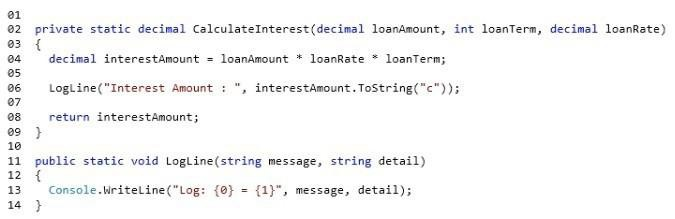 01
02 private static decimal CalculateInterest(decimal loanAmount, int loanTerm, decimal loanRate)
03 {
04   decimal interestAmount = loanAmount * loanRate * loanTerm;
05
06   LogLine("Interest Amount : ", interestAmount.ToString("c"));
07
08   return interestAmount;
09 }
10
11 public static void LogLine(string message, string detail)
12 {
13   Console.WriteLine("Log: {0} = {1}", message, detail);
14 }